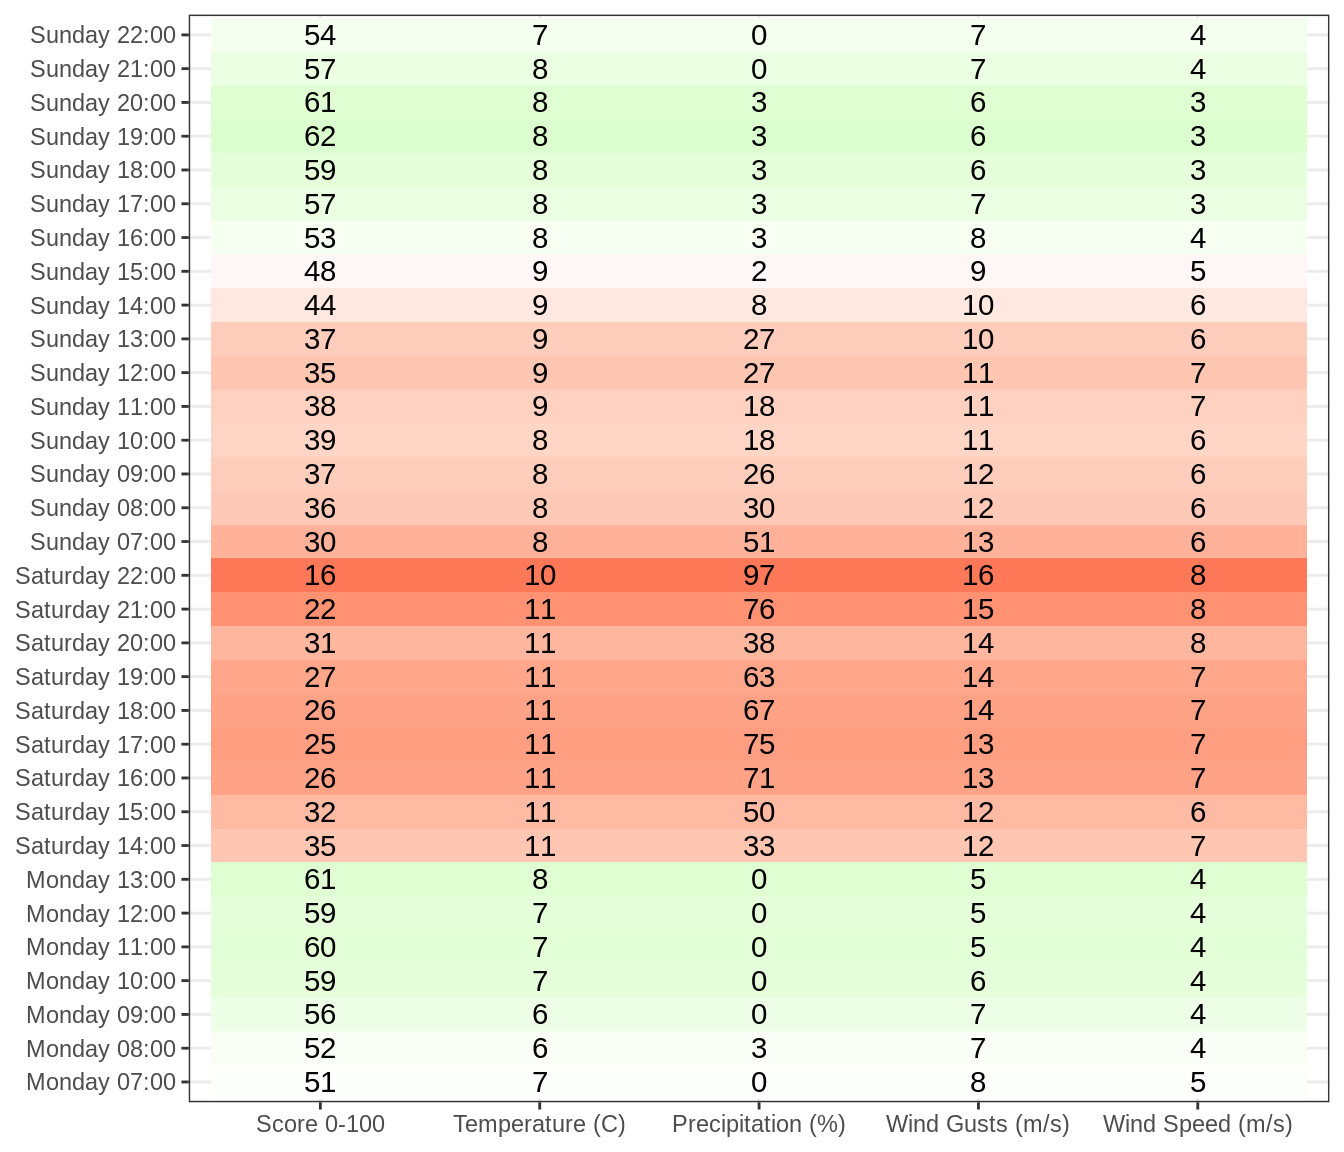 Sunday 22:00 54 7 0 7 4
Sunday 21:00 57 8 0 7 4
Sunday 20:00 61 8 3 6 3
Sunday 19:00 62 8 3 6 3
Sunday 18:00 59 8 3 6 3
Sunday 17:00 57 8 3 7 3
Sunday 16:00 53 8 3 8 4
Sunday 15:00 48 9 2 9 5
Sunday 14:00 44 9 8 10 6
Sunday 13:00 37 9 27 10 6
Sunday 12:00 35 9 27 11 7
Sunday 11:00 38 9 18 11 7
Sunday 10:00 39 8 18 11 6
Sunday 09:00 37 8 26 12 6
Sunday 08:00 36 8 30 12 6
Sunday 07:00 30 8 51 13 6
Saturday 22:00 16 10 97 16 8
Saturday 21:00 22 11 76 15 8
Saturday 20:00 31 11 38 14 8
Saturday 19:00 27 11 63 14 7
Saturday 18:00 26 11 67 14 7
Saturday 17:00 25 11 75 13 7
Saturday 16:00 26 11 71 13 7
Saturday 15:00 32 11 50 12 6
Saturday 14:00 35 11 33 12 7
Monday 13:00 61 8 0 5 4
Monday 12:00 59 7 0 5 4
Monday 11:00 60 7 0 5 4
Monday 10:00 59 7 0 6 4
Monday 09:00 56 6 0 7 4
Monday 08:00 52 6 3 7 4
Monday 07:00 51 7 0 8 5
Score 0-100 Temperature (C) Precipitation (%) Wind Gusts (m/s) Wind Speed (m/s)